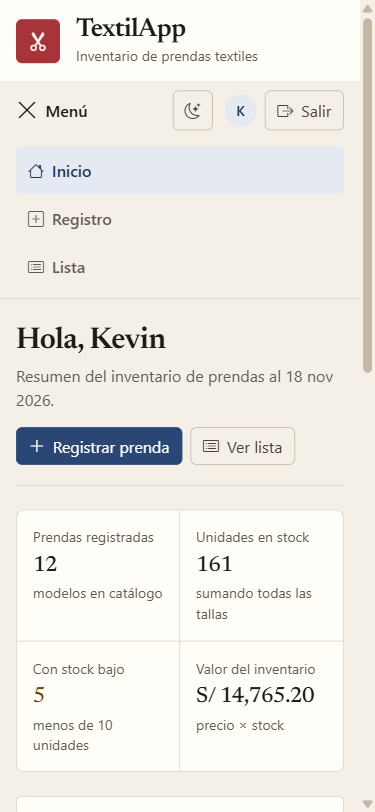 TextilApp
Inventario de prendas textiles
Menú
K
Salir
Inicio
Registro
Lista
Hola, Kevin
Resumen del inventario de prendas al 18 nov
2026.
Registrar prenda
Ver lista
Prendas registradas
12
modelos en catálogo
Unidades en stock
161
sumando todas las
tallas
Con stock bajo
5
menos de 10
unidades
Valor del inventario
S/ 14,765.20
precio × stock